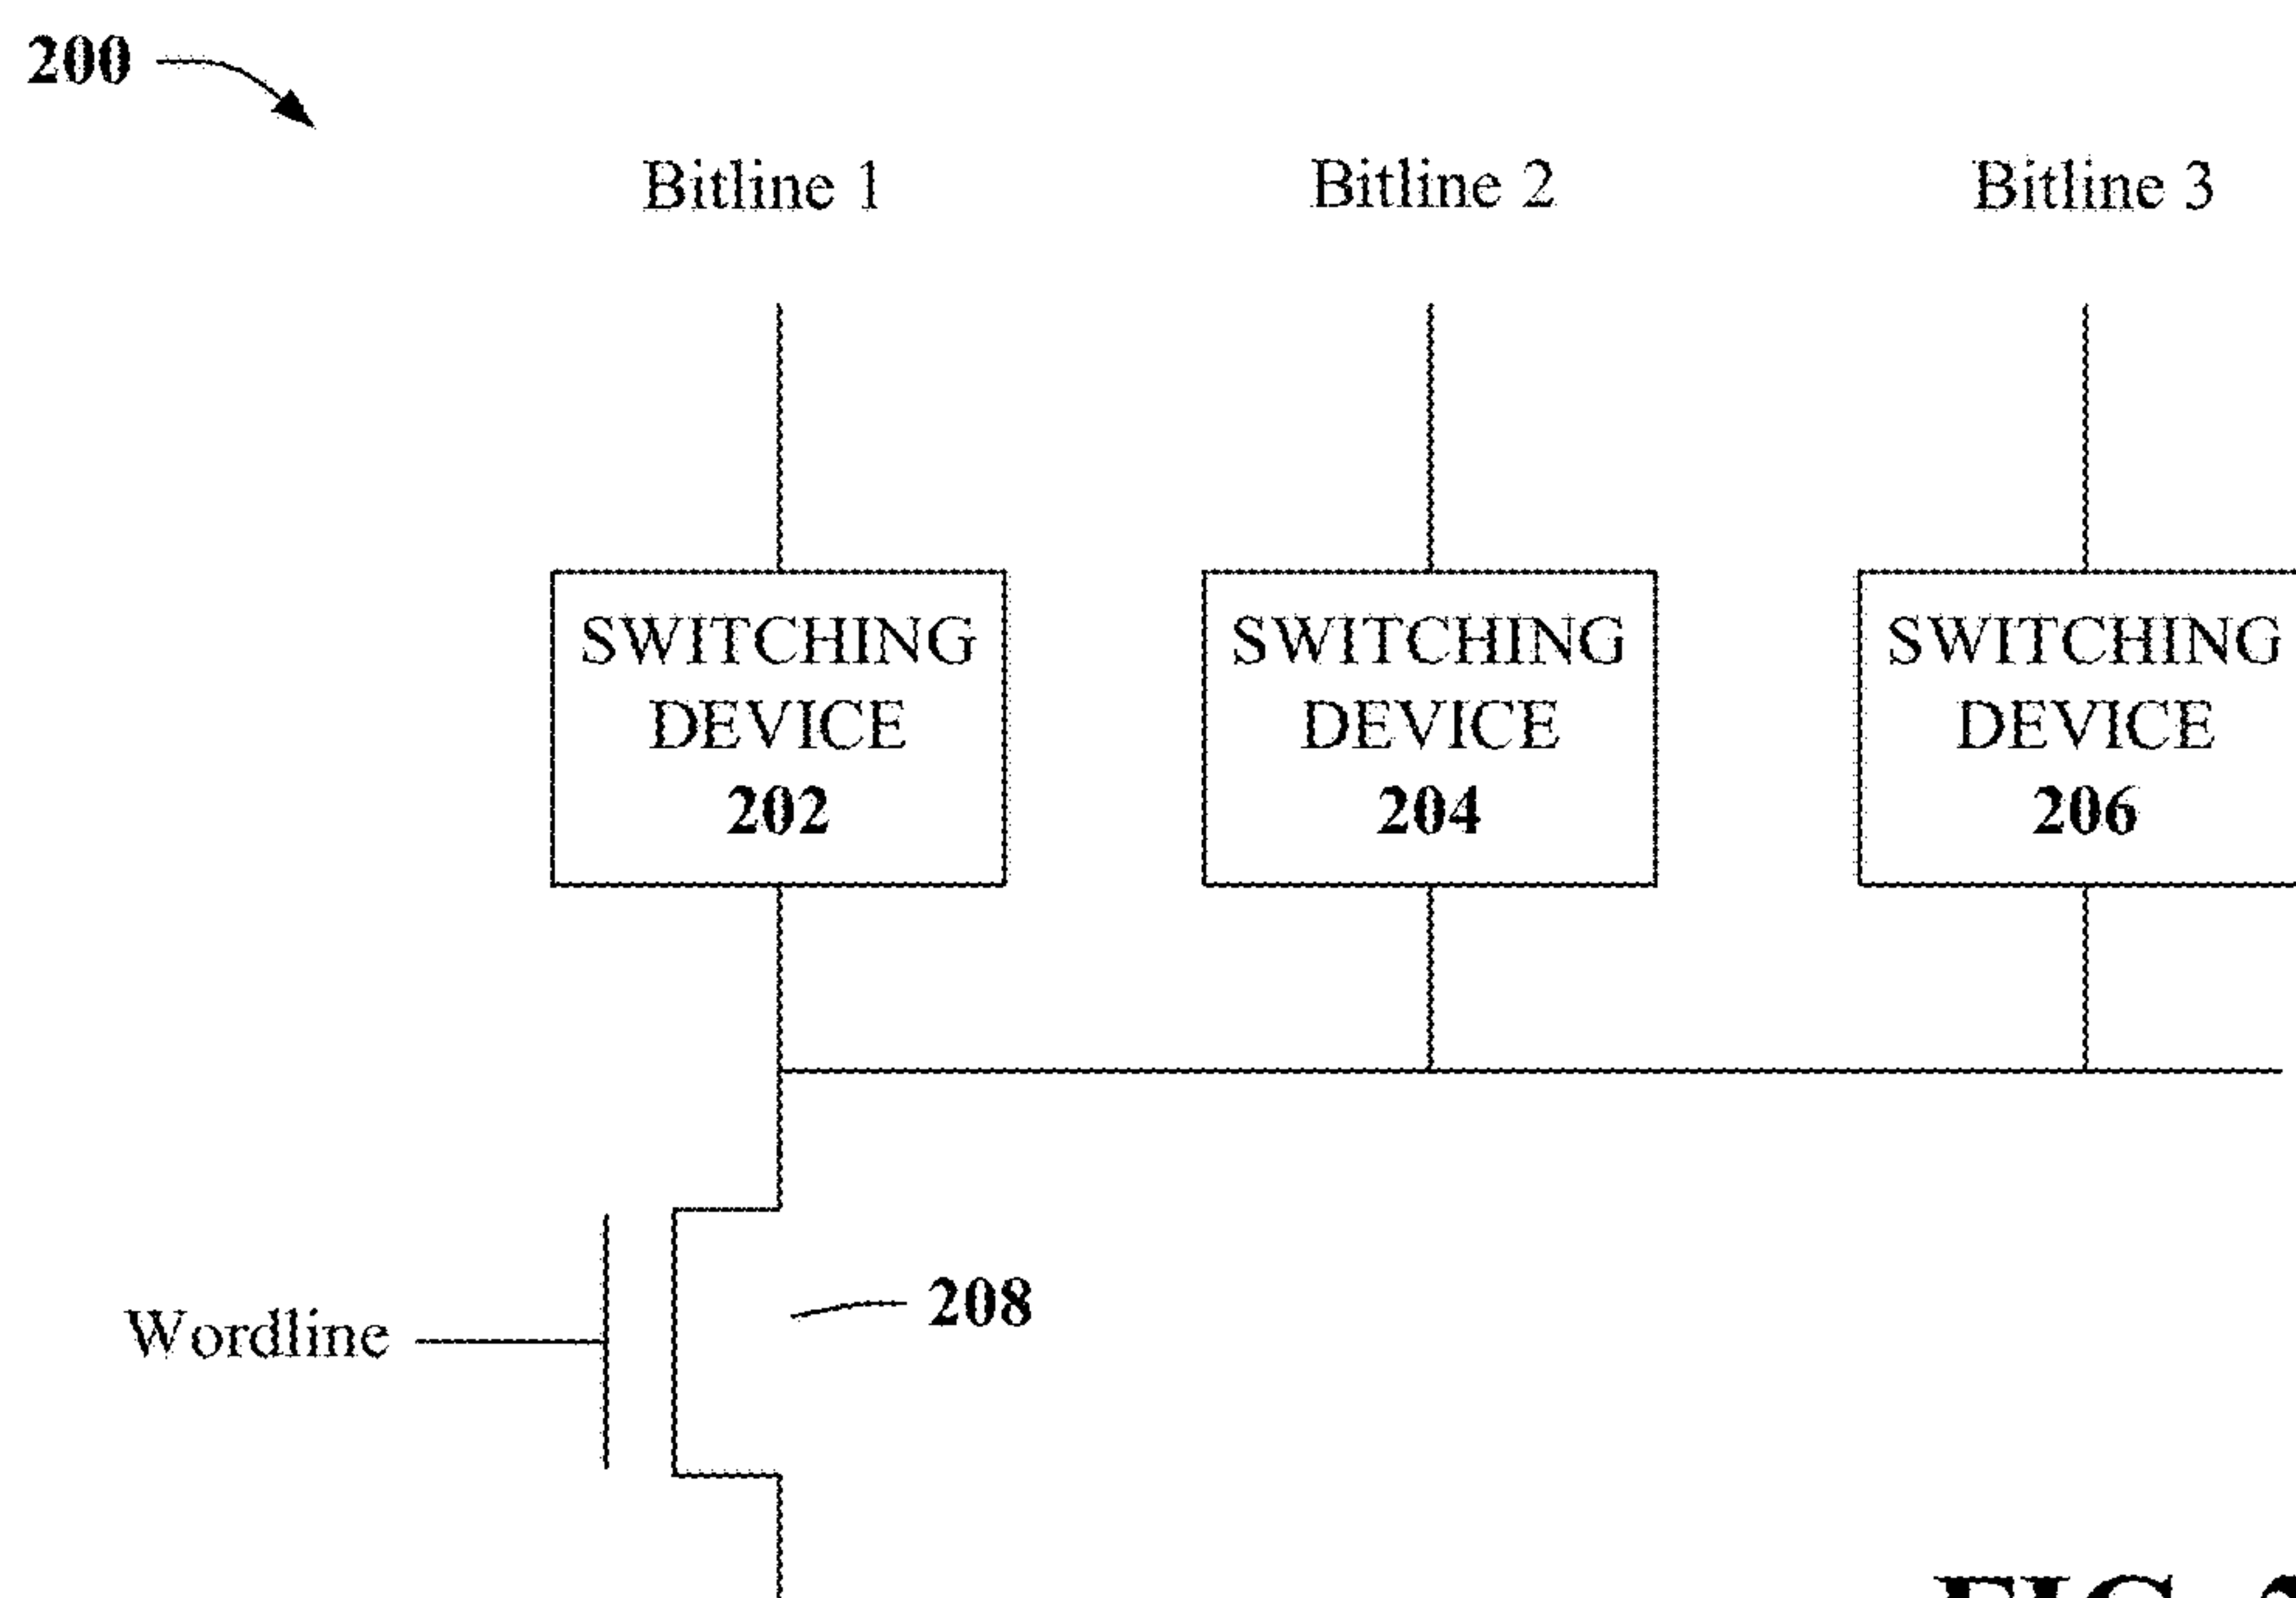 200
Bitline 1
Bitline 2
Bitline 3
SWITCHING
DEVICE
202
SWITCHING
DEVICE
204
SWITCHING
DEVICE
206
Wordline
208